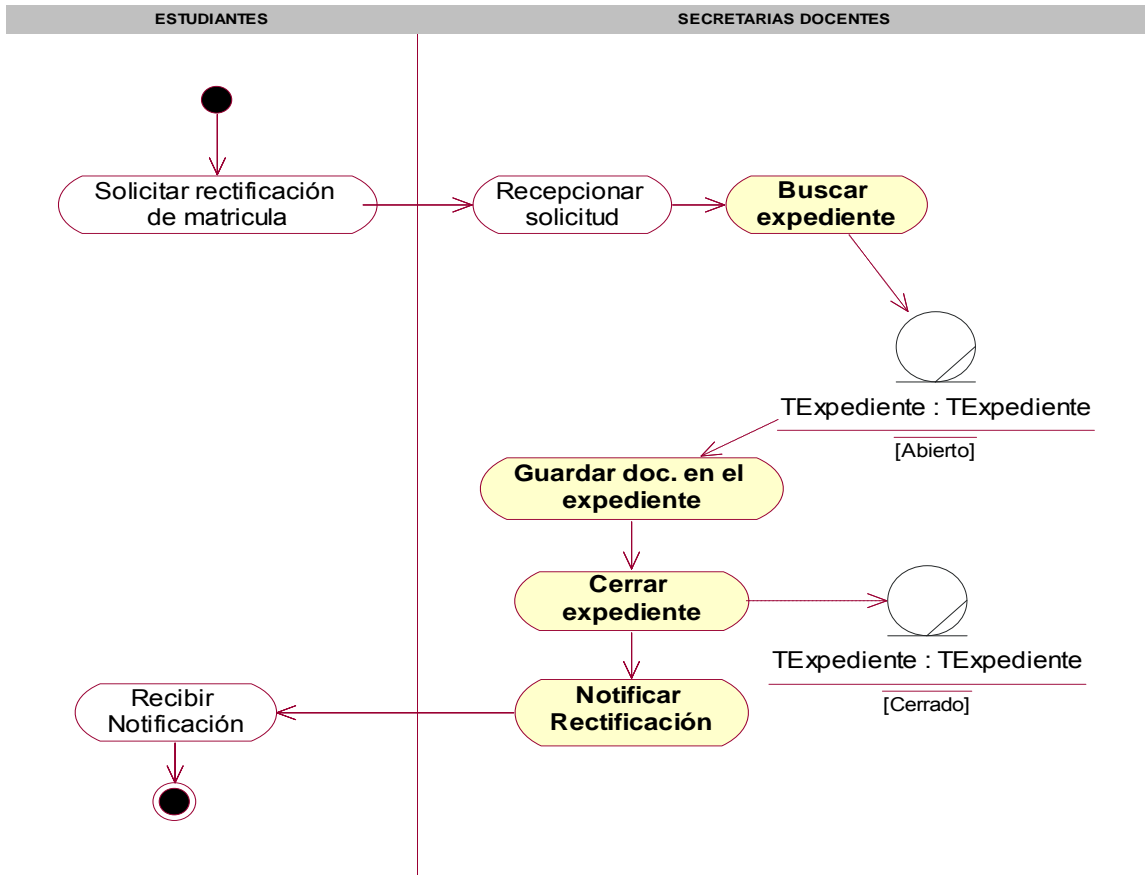 ESTUDIANTES
SECRETARIAS DOCENTES
Solicitar rectificación
de matricula
Recepcionar
solicitud
Buscar
expediente
TExpediente : TExpediente
[Abierto]
Guardar doc. en el
expediente
Cerrar
expediente
TExpediente : TExpediente
[Cerrado]
Notificar
Rectificación
Recibir
Notificación